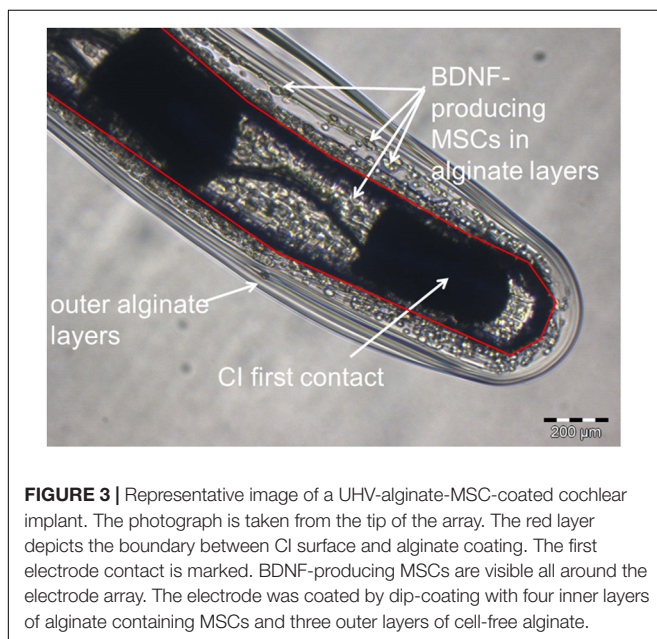 BDNF-
producing
MSCs in
alginate layers
outer alginate
layers
CI first contact
200 µm
FIGURE 3 | Representative image of a UHV-alginate-MSC-coated cochlear
implant. The photograph is taken from the tip of the array. The red layer
depicts the boundary between CI surface and alginate coating. The first
electrode contact is marked. BDNF-producing MSCs are visible all around the
electrode array. The electrode was coated by dip-coating with four inner layers
of alginate containing MSCs and three outer layers of cell-free alginate.